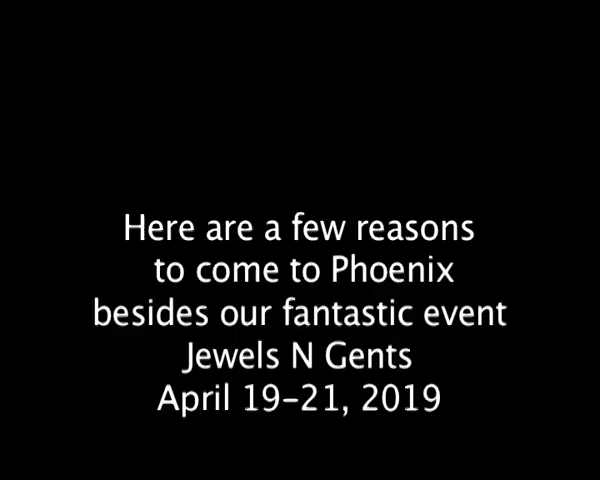 Here are a few reasons
to come to Phoenix
besides our fantastic event
Jewels N Gents
April 19-21, 2019